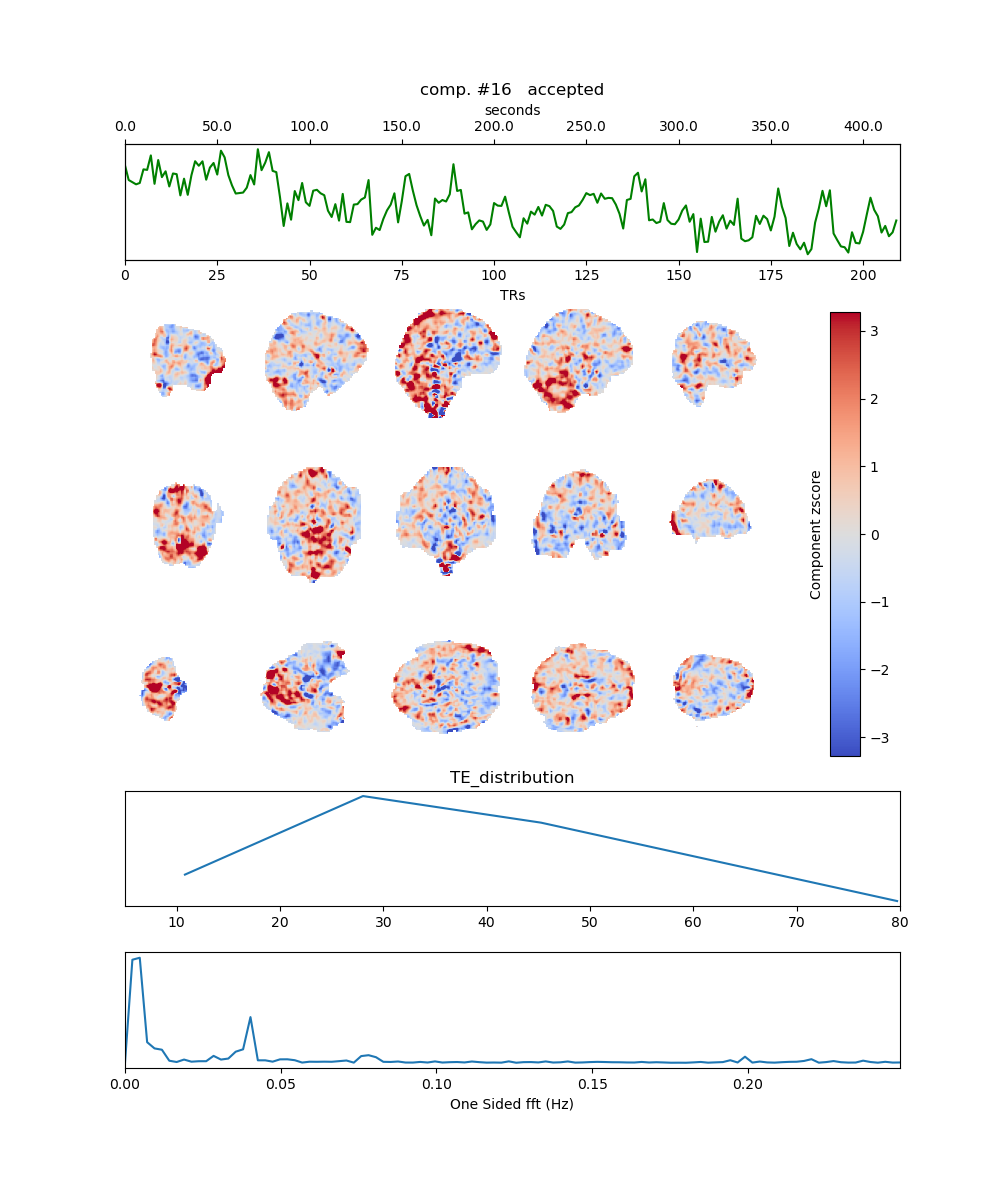 comp. #16   accepted
seconds
0.0 50.0 100.0 150.0 200.0 250.0 300.0 350.0 400.0
0 25 50 75 100 125 150 175 200
TRs
3
2
1
0
−1
−2
−3
Component zscore
TE_distribution
10 20 30 40 50 60 70 80
0.00 0.05 0.10 0.15 0.20
One Sided fft (Hz)